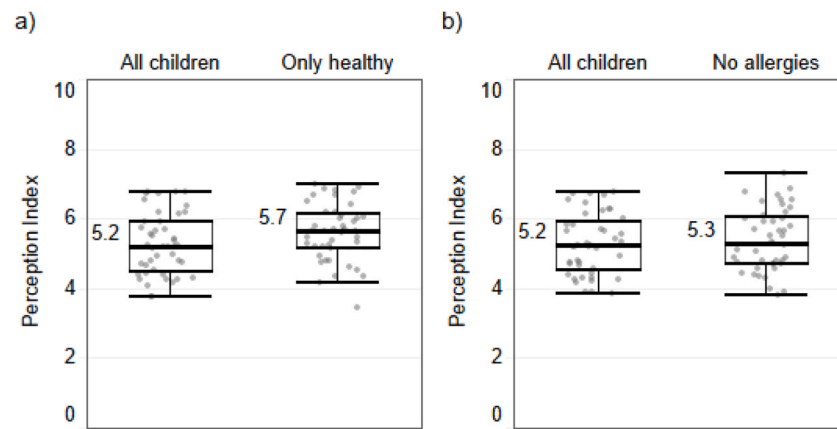 a)
All children Only healthy
Perception Index
10
8
6
4
2
0
5.2
5.7
b)
All children No allergies
Perception Index
10
8
6
4
2
0
5.2
5.3